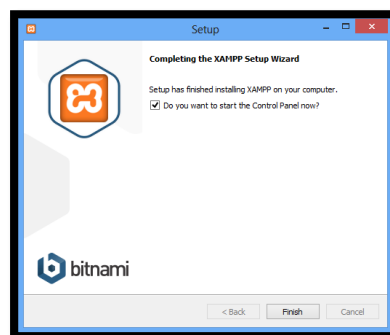 Setup
Completing the XAMPP Setup Wizard
Setup has finished installing XAMPP on your computer.
Do you want to start the Control Panel now?
bitnami
< Back
Finish
Cancel